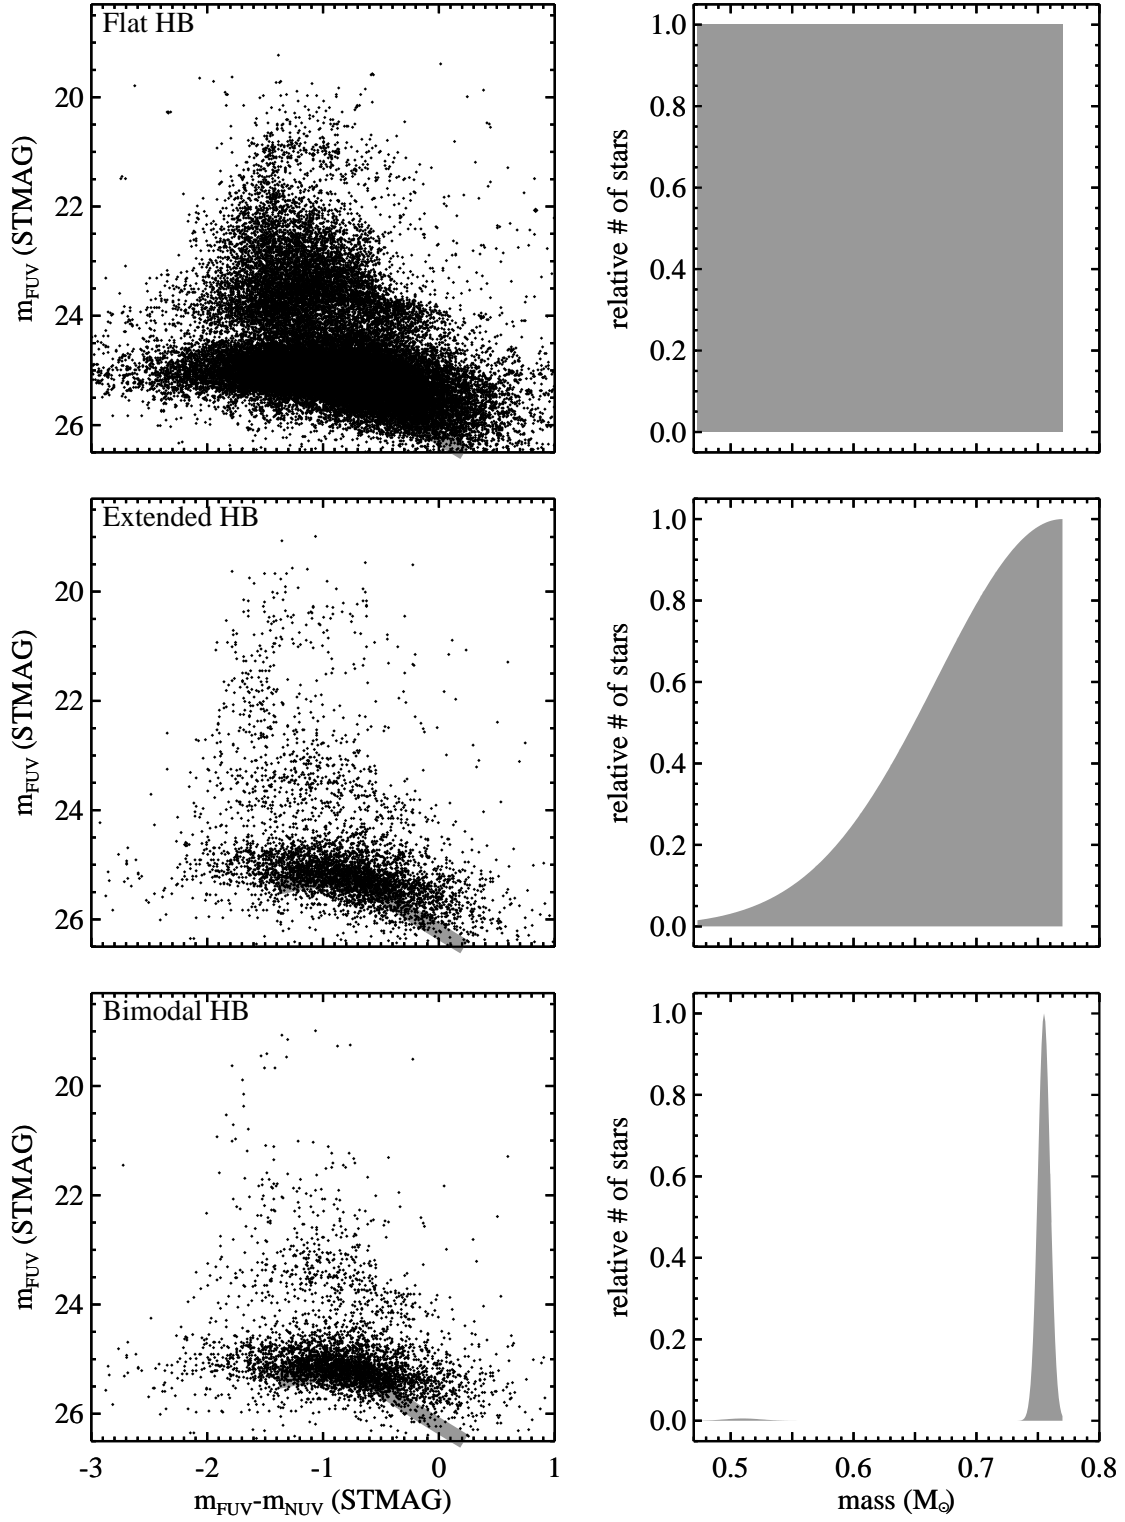 Flat HB
20
22
24
26
m_FUV (STMAG)
1.0
0.8
0.6
0.4
0.2
0.0
relative # of stars
Extended HB
20
22
24
26
m_FUV (STMAG)
1.0
0.8
0.6
0.4
0.2
0.0
relative # of stars
Bimodal HB
20
22
24
26
m_FUV (STMAG)
-3 -2 -1 0 1
m_FUV-m_NUV (STMAG)
1.0
0.8
0.6
0.4
0.2
0.0
relative # of stars
0.5 0.6 0.7 0.8
mass (M☉)